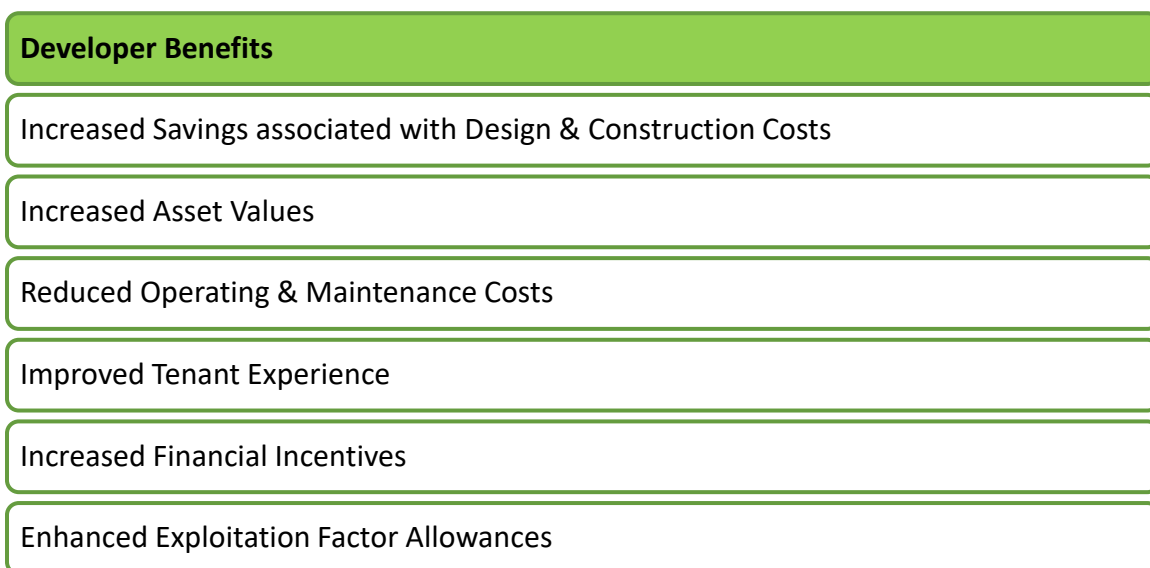 Developer Benefits
Increased Savings associated with Design & Construction Costs
Increased Asset Values
Reduced Operating & Maintenance Costs
Improved Tenant Experience
Increased Financial Incentives
Enhanced Exploitation Factor Allowances